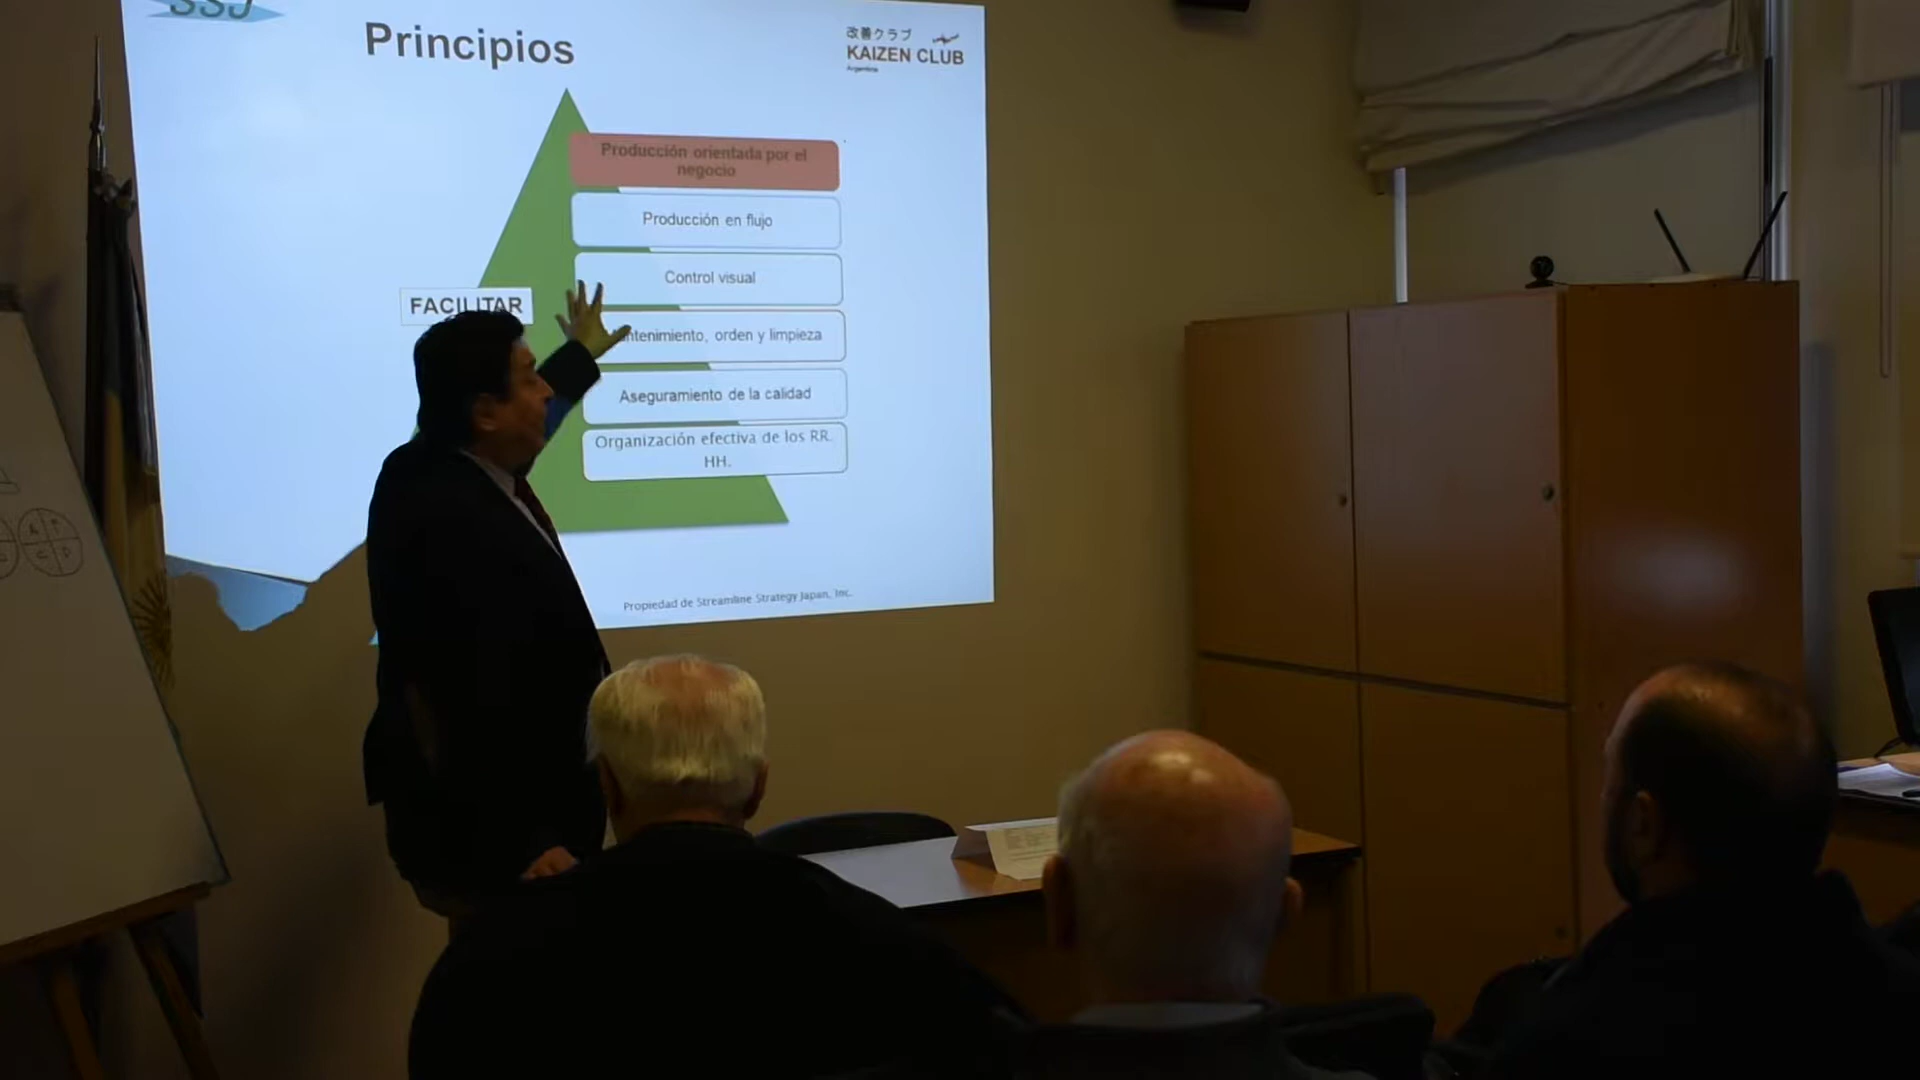 SSJ
Principios
改善クラブ
KAIZEN CLUB
Argentina
Producción orientada por el
negocio
Producción en flujo
Control visual
FACILITAR
ntenimiento, orden y limpieza
Aseguramiento de la calidad
Organización efectiva de los RR.
HH.
Propiedad de Streamline Strategy Japan, Inc.